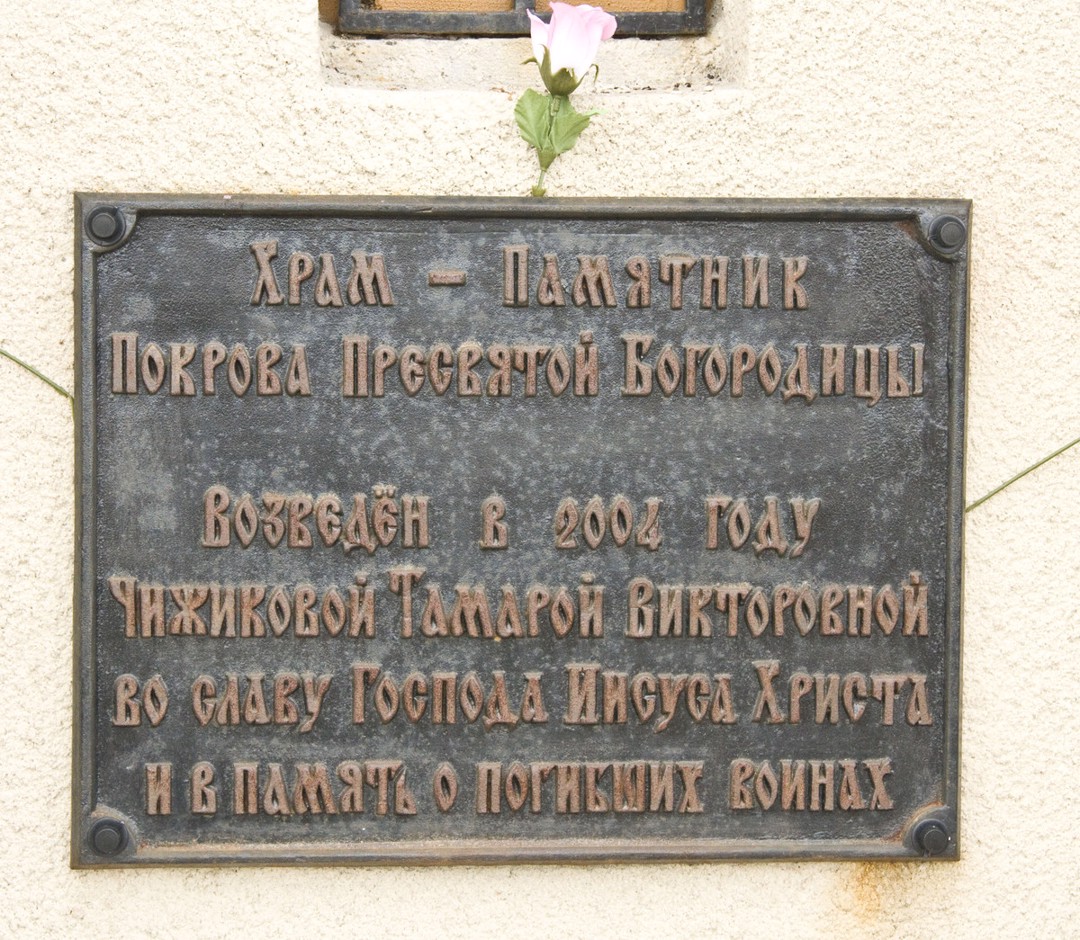 Храм – Памятник
Покрова Пресвятой Богородицы
Возведён в 2004 году
Чижиковой Тамарой Викторовной
во славу Господа Иисуса Христа
и в память о погибших воинах